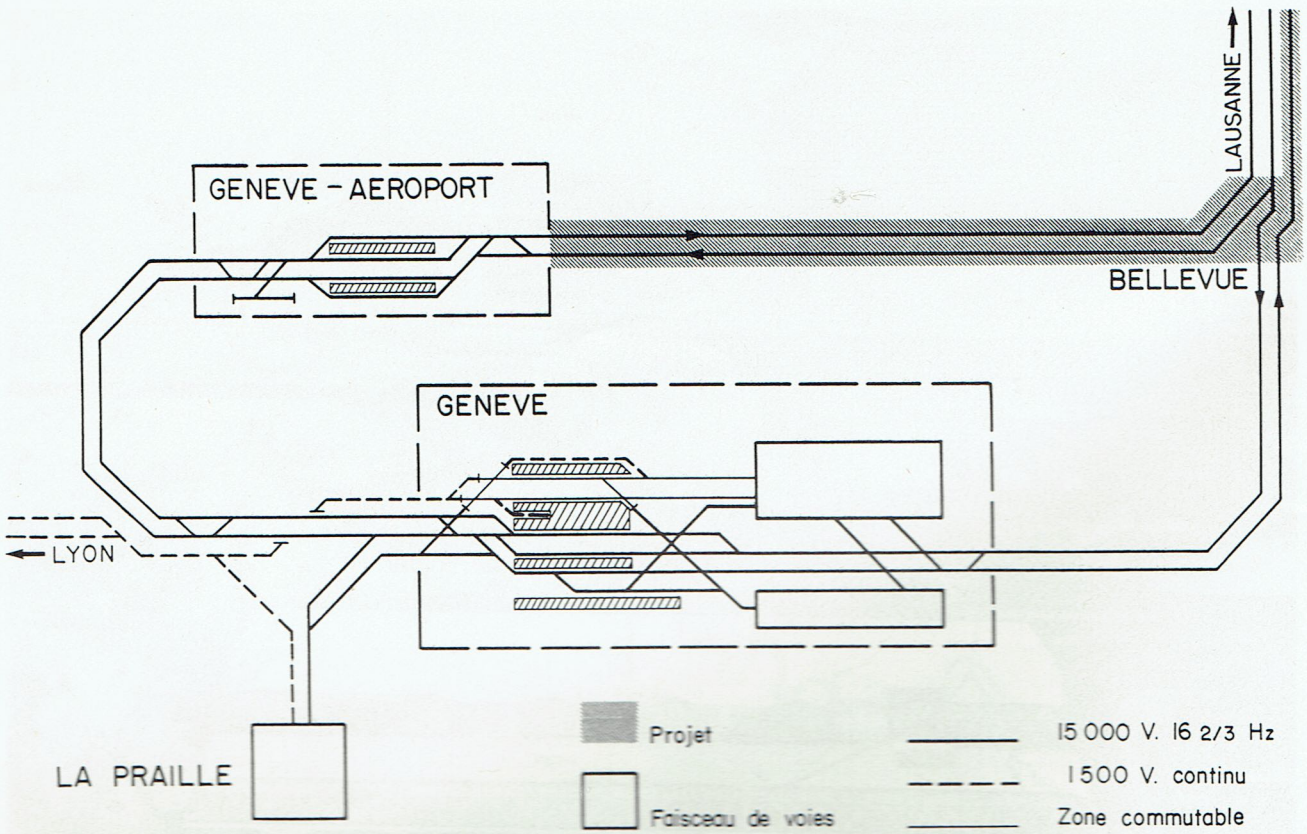 LAUSANNE
GENEVE - AEROPORT
BELLEVUE
GENEVE
LYON
LA PRAILLE
Projet
Faisceau de voies
15 000 V. 16 2/3 Hz
1 500 V. continu
Zone commutable